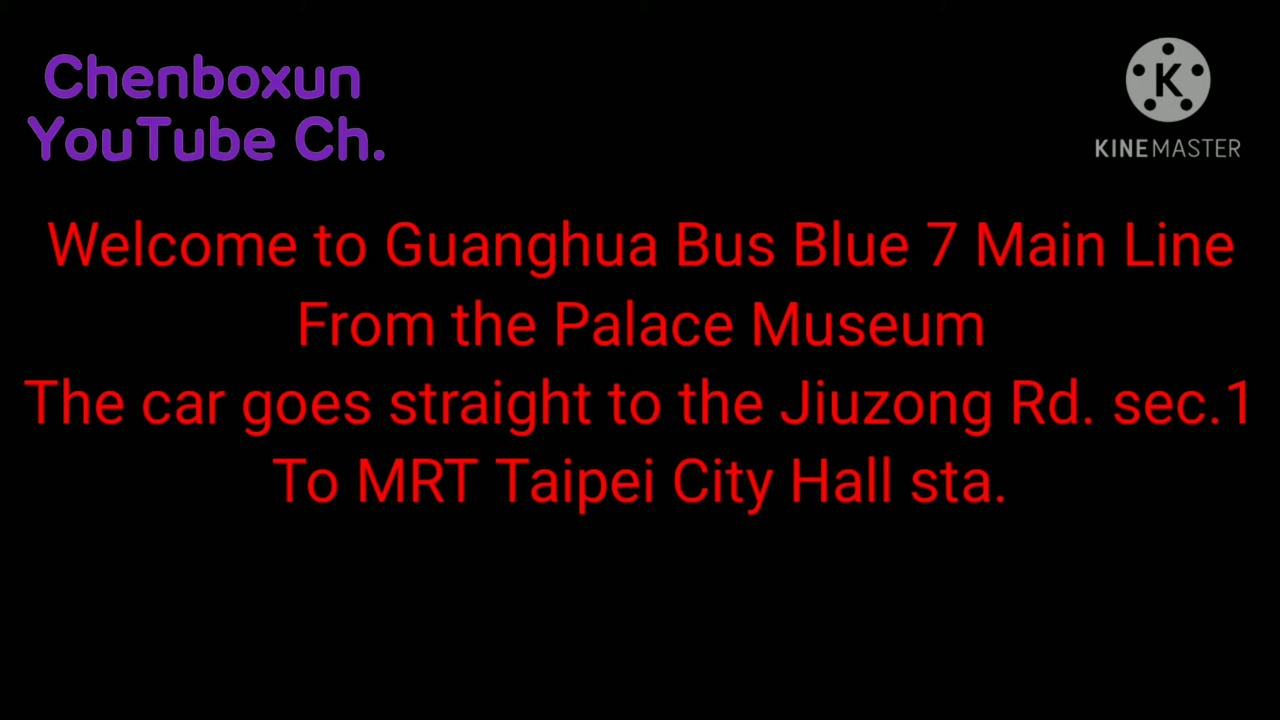 Chenboxun
YouTube Ch.
K
KINEMASTER
Welcome to Guanghua Bus Blue 7 Main Line
From the Palace Museum
The car goes straight to the Jiuzong Rd. sec.1
To MRT Taipei City Hall sta.